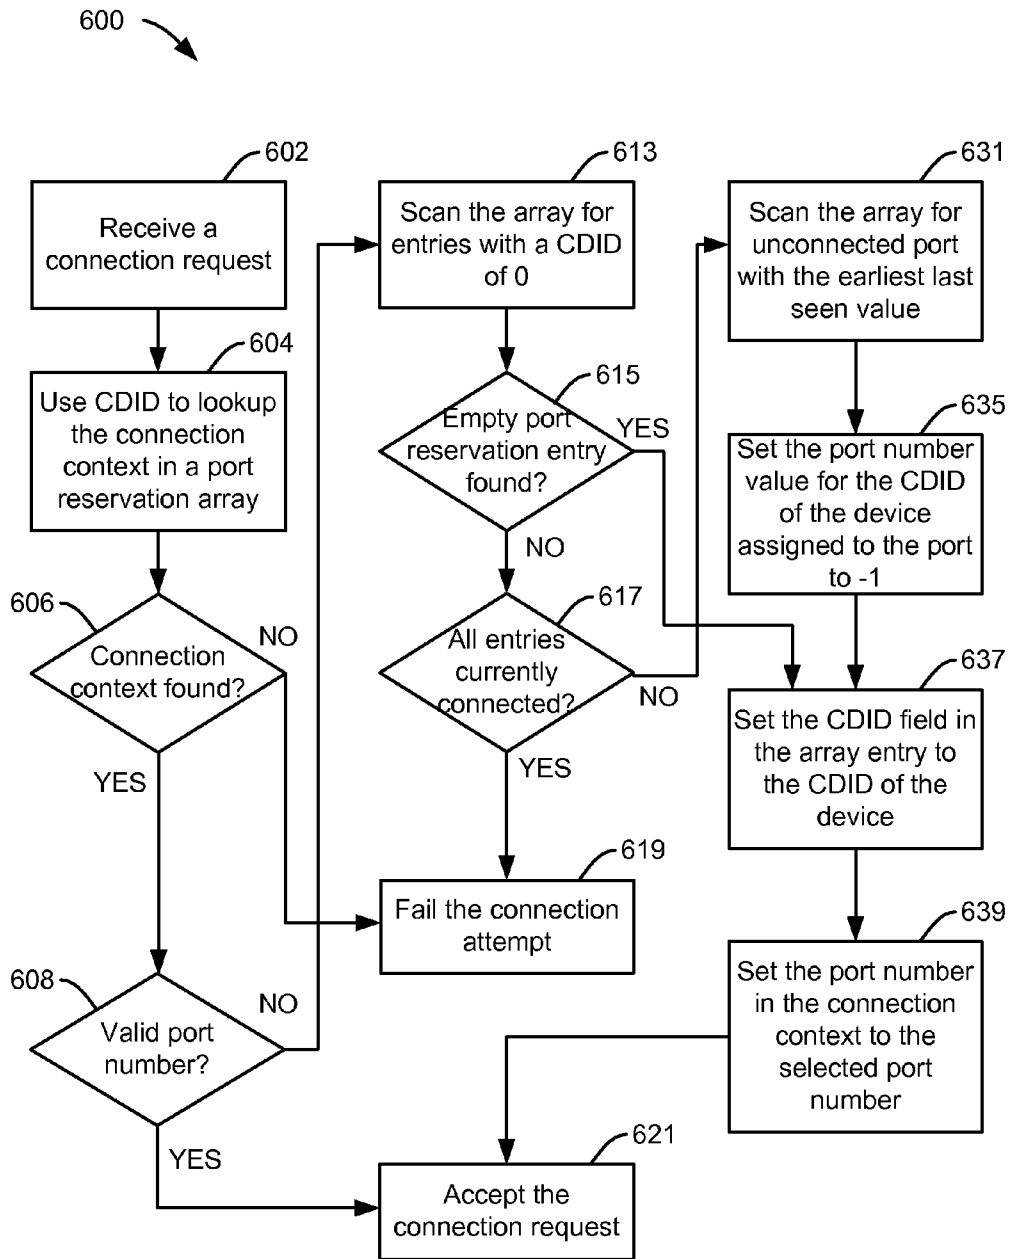 600
602
Receive a
connection request
604
Use CDID to lookup
the connection
context in a port
reservation array
606
Connection
context found?
NO
YES
608
Valid port
number?
NO
YES
613
Scan the array for
entries with a CDID
of 0
615
Empty port
reservation entry
found?
YES
NO
617
All entries
currently
connected?
NO
YES
619
Fail the connection
attempt
621
Accept the
connection request
631
Scan the array for
unconnected port
with the earliest last
seen value
635
Set the port number
value for the CDID
of the device
assigned to the port
to -1
637
Set the CDID field in
the array entry to
the CDID of the
device
639
Set the port number
in the connection
context to the
selected port
number